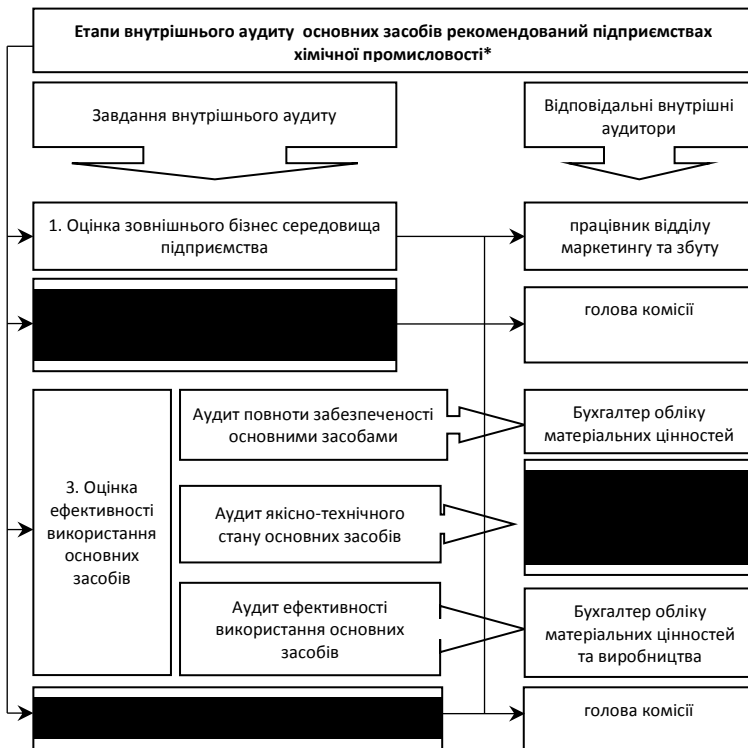 Етапи внутрішнього аудиту основних засобів рекомендований підприємствах
хімічної промисловості*
Завдання внутрішнього аудиту
Відповідальні внутрішні
аудитори
1. Оцінка зовнішнього бізнес середовища
підприємства
працівник відділу
маркетингу та збуту
голова комісії
3. Оцінка
ефективності
використання
основних
засобів
Аудит повноти забезпеченості
основними засобами
Бухгалтер обліку
матеріальних цінностей
Аудит якісно-технічного
стану основних засобів
Аудит ефективності
використання основних
засобів
Бухгалтер обліку
матеріальних цінностей
та виробництва
голова комісії